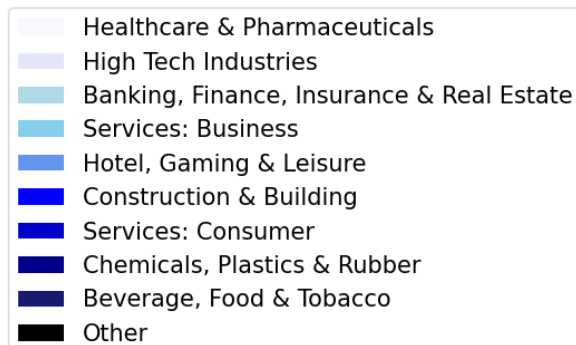 Healthcare & Pharmaceuticals
High Tech Industries
Banking, Finance, Insurance & Real Estate
Services: Business
Hotel, Gaming & Leisure
Construction & Building
Services: Consumer
Chemicals, Plastics & Rubber
Beverage, Food & Tobacco
Other